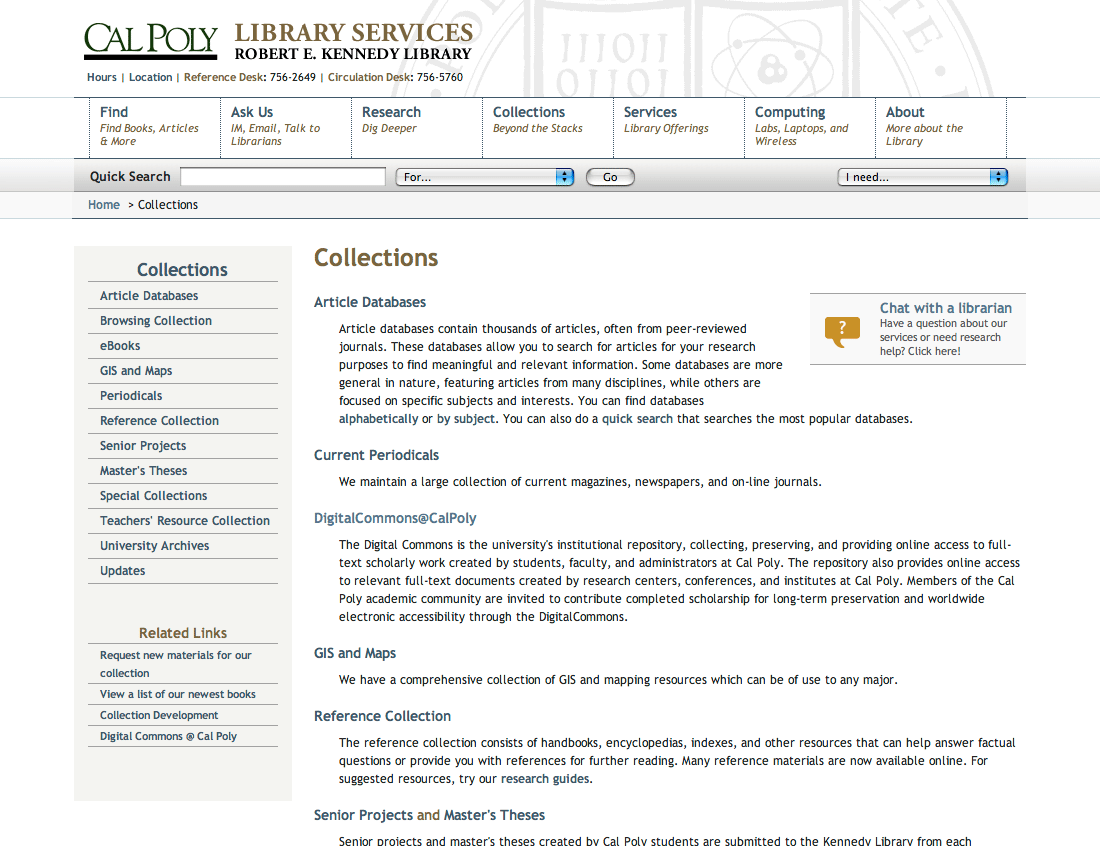 CAL POLY
LIBRARY SERVICES
ROBERT E. KENNEDY LIBRARY
Hours | Location | Reference Desk: 756-2649 | Circulation Desk: 756-5760
Find
Find Books, Articles
& More
Ask Us
IM, Email, Talk to
Librarians
Research
Dig Deeper
Collections
Beyond the Stacks
Services
Library Offerings
Computing
Labs, Laptops, and
Wireless
About
More about the
Library
Quick Search For... Go I need...
Home > Collections
Collections
Article Databases
Browsing Collection
eBooks
GIS and Maps
Periodicals
Reference Collection
Senior Projects
Master's Theses
Special Collections
Teachers' Resource Collection
University Archives
Updates
Related Links
Request new materials for our
collection
View a list of our newest books
Collection Development
Digital Commons @ Cal Poly
Collections
Article Databases
Article databases contain thousands of articles, often from peer-reviewed
journals. These databases allow you to search for articles for your research
purposes to find meaningful and relevant information. Some databases are more
general in nature, featuring articles from many disciplines, while others are
focused on specific subjects and interests. You can find databases
alphabetically or by subject. You can also do a quick search that searches the most popular databases.
Chat with a librarian
Have a question about our
services or need research
help? Click here!
?
Current Periodicals
We maintain a large collection of current magazines, newspapers, and on-line journals.
DigitalCommons@CalPoly
The Digital Commons is the university's institutional repository, collecting, preserving, and providing online access to full-
text scholarly work created by students, faculty, and administrators at Cal Poly. The repository also provides online access
to relevant full-text documents created by research centers, conferences, and institutes at Cal Poly. Members of the Cal
Poly academic community are invited to contribute completed scholarship for long-term preservation and worldwide
electronic accessibility through the DigitalCommons.
GIS and Maps
We have a comprehensive collection of GIS and mapping resources which can be of use to any major.
Reference Collection
The reference collection consists of handbooks, encyclopedias, indexes, and other resources that can help answer factual
questions or provide you with references for further reading. Many reference materials are now available online. For
suggested resources, try our research guides.
Senior Projects and Master's Theses
Senior projects and master's theses created by Cal Poly students are submitted to the Kennedy Library from each